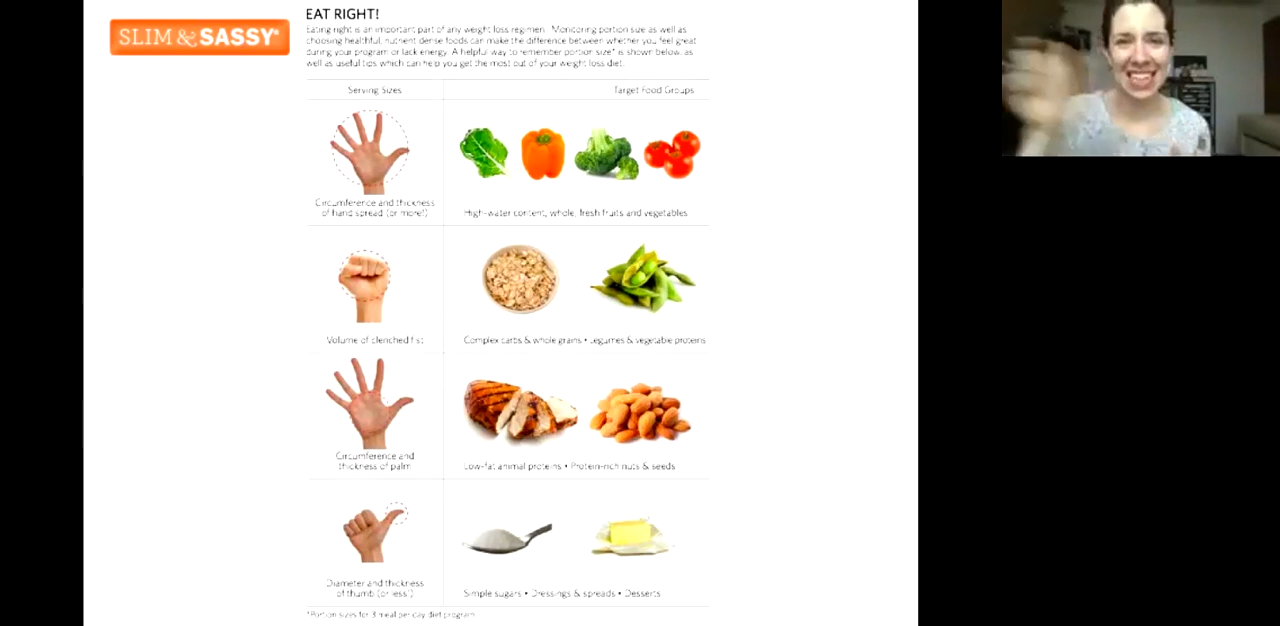 SLIM & SASSY®
EAT RIGHT!
Eating right is an important part of any weight loss regimen. Monitoring portion size as well as
choosing healthful, nutrient dense foods can make the difference between whether you feel great
during your program or lack energy. A helpful way to remember portion size* is shown below, as
well as useful tips which can help you get the most out of your weight loss diet.
Serving Sizes
Target Food Groups
Circumference and thickness
of hand spread (or more!)
High-water content, whole, fresh fruits and vegetables
Volume of clenched fist
Complex carbs & whole grains • Legumes & vegetable proteins
Circumference and
thickness of palm
Low-fat animal proteins • Protein-rich nuts & seeds
Diameter and thickness
of thumb (or less!)
Simple sugars • Dressings & spreads • Desserts
*Portion sizes for 3 meal per day diet program